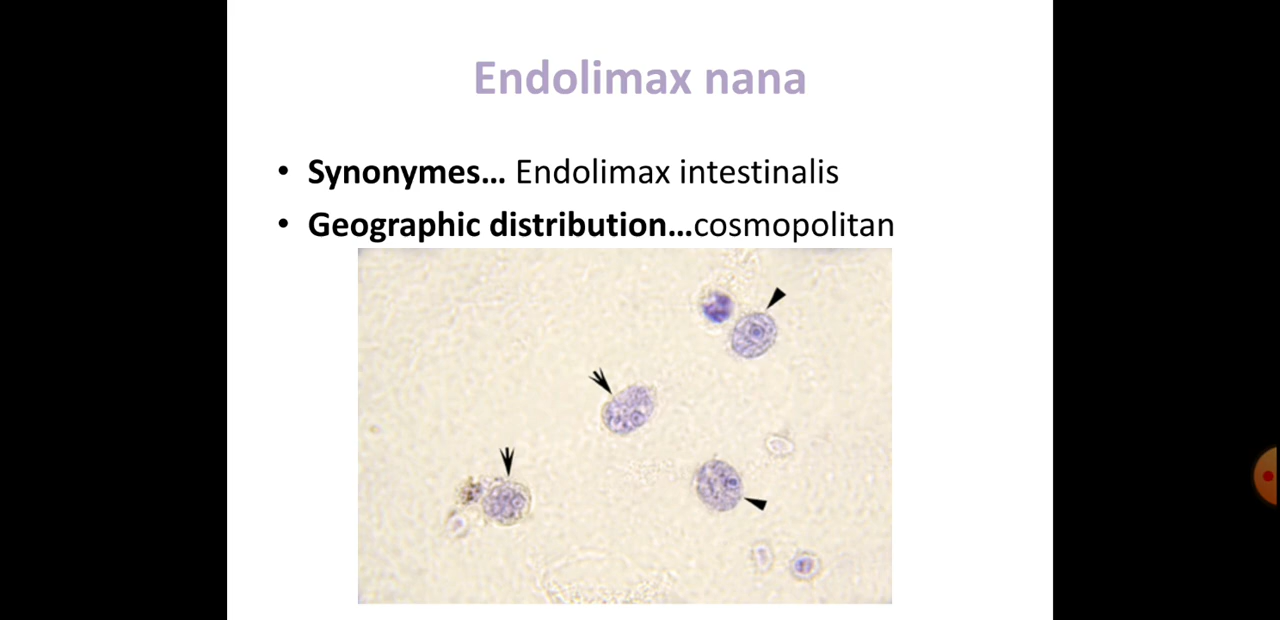 Endolimax nana
• Synonymes... Endolimax intestinalis
• Geographic distribution...cosmopolitan